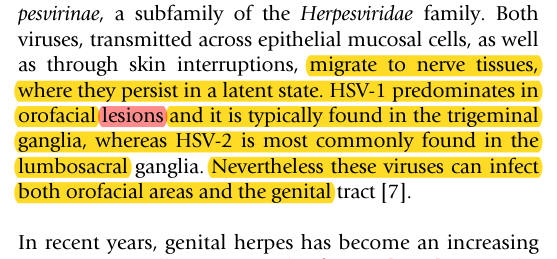 pesvirinae, a subfamily of the Herpesviridae family. Both
viruses, transmitted across epithelial mucosal cells, as well
as through skin interruptions, migrate to nerve tissues,
where they persist in a latent state. HSV-1 predominates in
orofacial lesions and it is typically found in the trigeminal
ganglia, whereas HSV-2 is most commonly found in the
lumbosacral ganglia. Nevertheless these viruses can infect
both orofacial areas and the genital tract [7].
In recent years, genital herpes has become an increasing